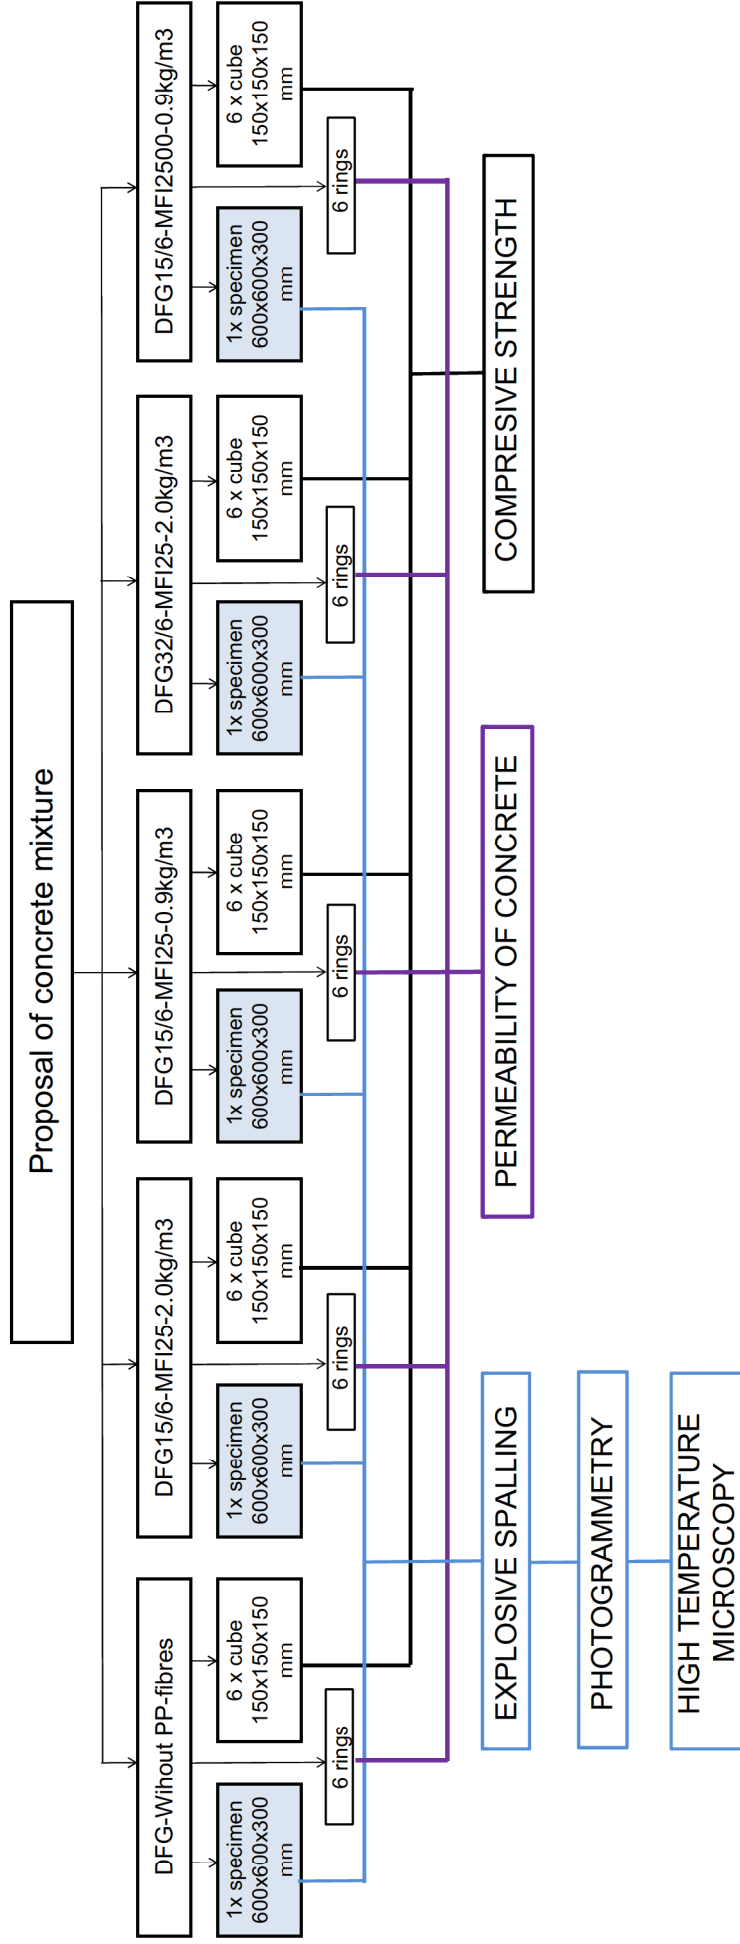 Proposal of concrete mixture
DFG-Wihout PP-fibres
DFG15/6-MFI25-2.0kg/m3
DFG15/6-MFI25-0.9kg/m3
DFG32/6-MFI25-2.0kg/m3
DFG15/6-MFI2500-0.9kg/m3
1x specimen
600x600x300
mm
6 x cube
150x150x150
mm
1x specimen
600x600x300
mm
6 x cube
150x150x150
mm
1x specimen
600x600x300
mm
6 x cube
150x150x150
mm
1x specimen
600x600x300
mm
6 x cube
150x150x150
mm
1x specimen
600x600x300
mm
6 x cube
150x150x150
mm
6 rings
6 rings
6 rings
6 rings
6 rings
EXPLOSIVE SPALLING
PERMEABILITY OF CONCRETE
COMPRESIVE STRENGTH
PHOTOGRAMMETRY
HIGH TEMPERATURE
MICROSCOPY